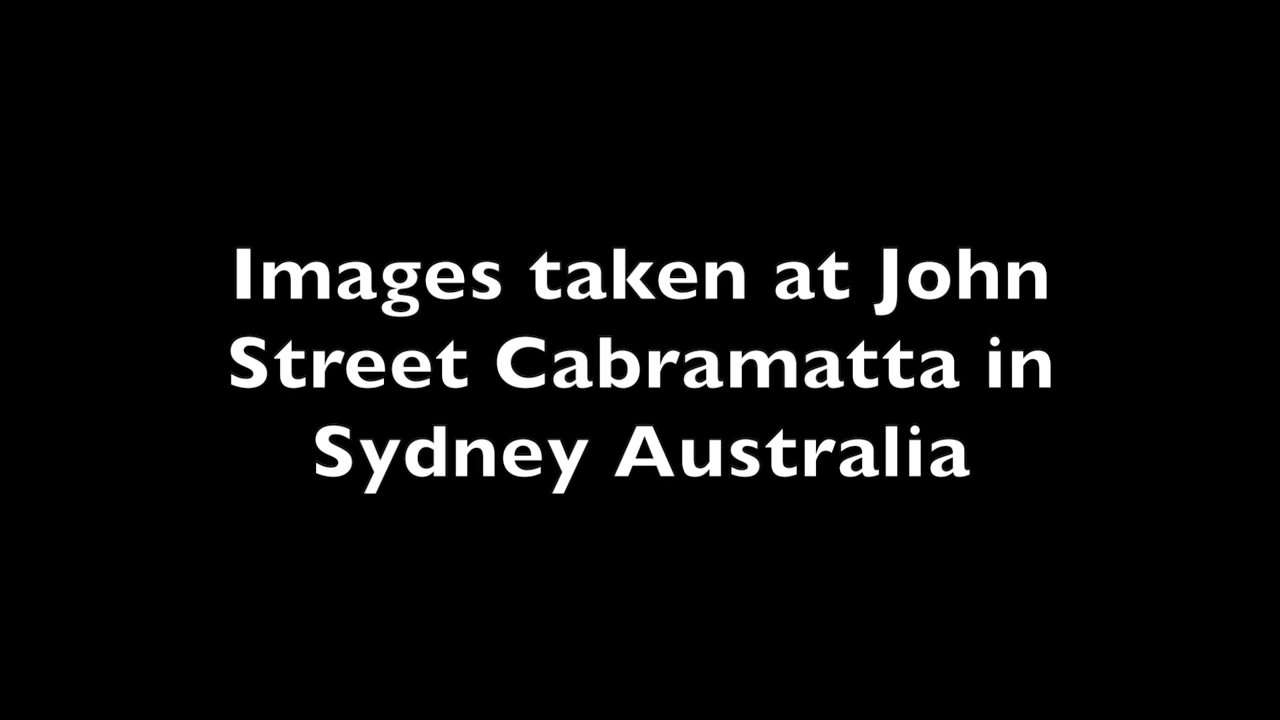 Images taken at John
Street Cabramatta in
Sydney Australia